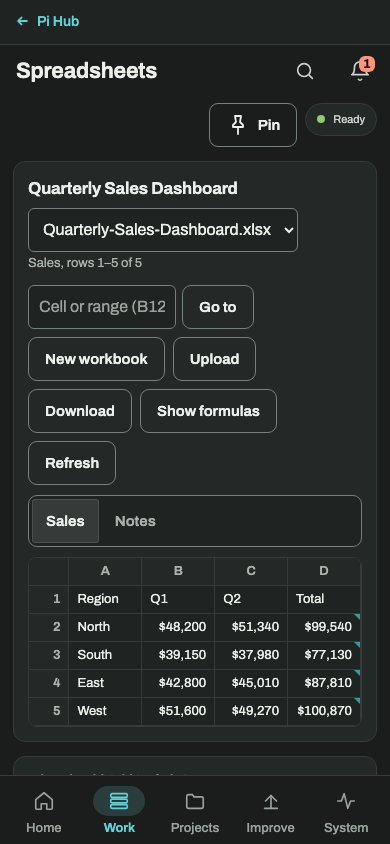 ← Pi Hub
Spreadsheets
1
Pin
Ready
Quarterly Sales Dashboard
Quarterly-Sales-Dashboard.xlsx
Sales, rows 1–5 of 5
Cell or range (B12
Go to
New workbook
Upload
Download
Show formulas
Refresh
Sales Notes
A B C D
1 Region Q1 Q2 Total
2 North $48,200 $51,340 $99,540
3 South $39,150 $37,980 $77,130
4 East $42,800 $45,010 $87,810
5 West $51,600 $49,270 $100,870
Home Work Projects Improve System